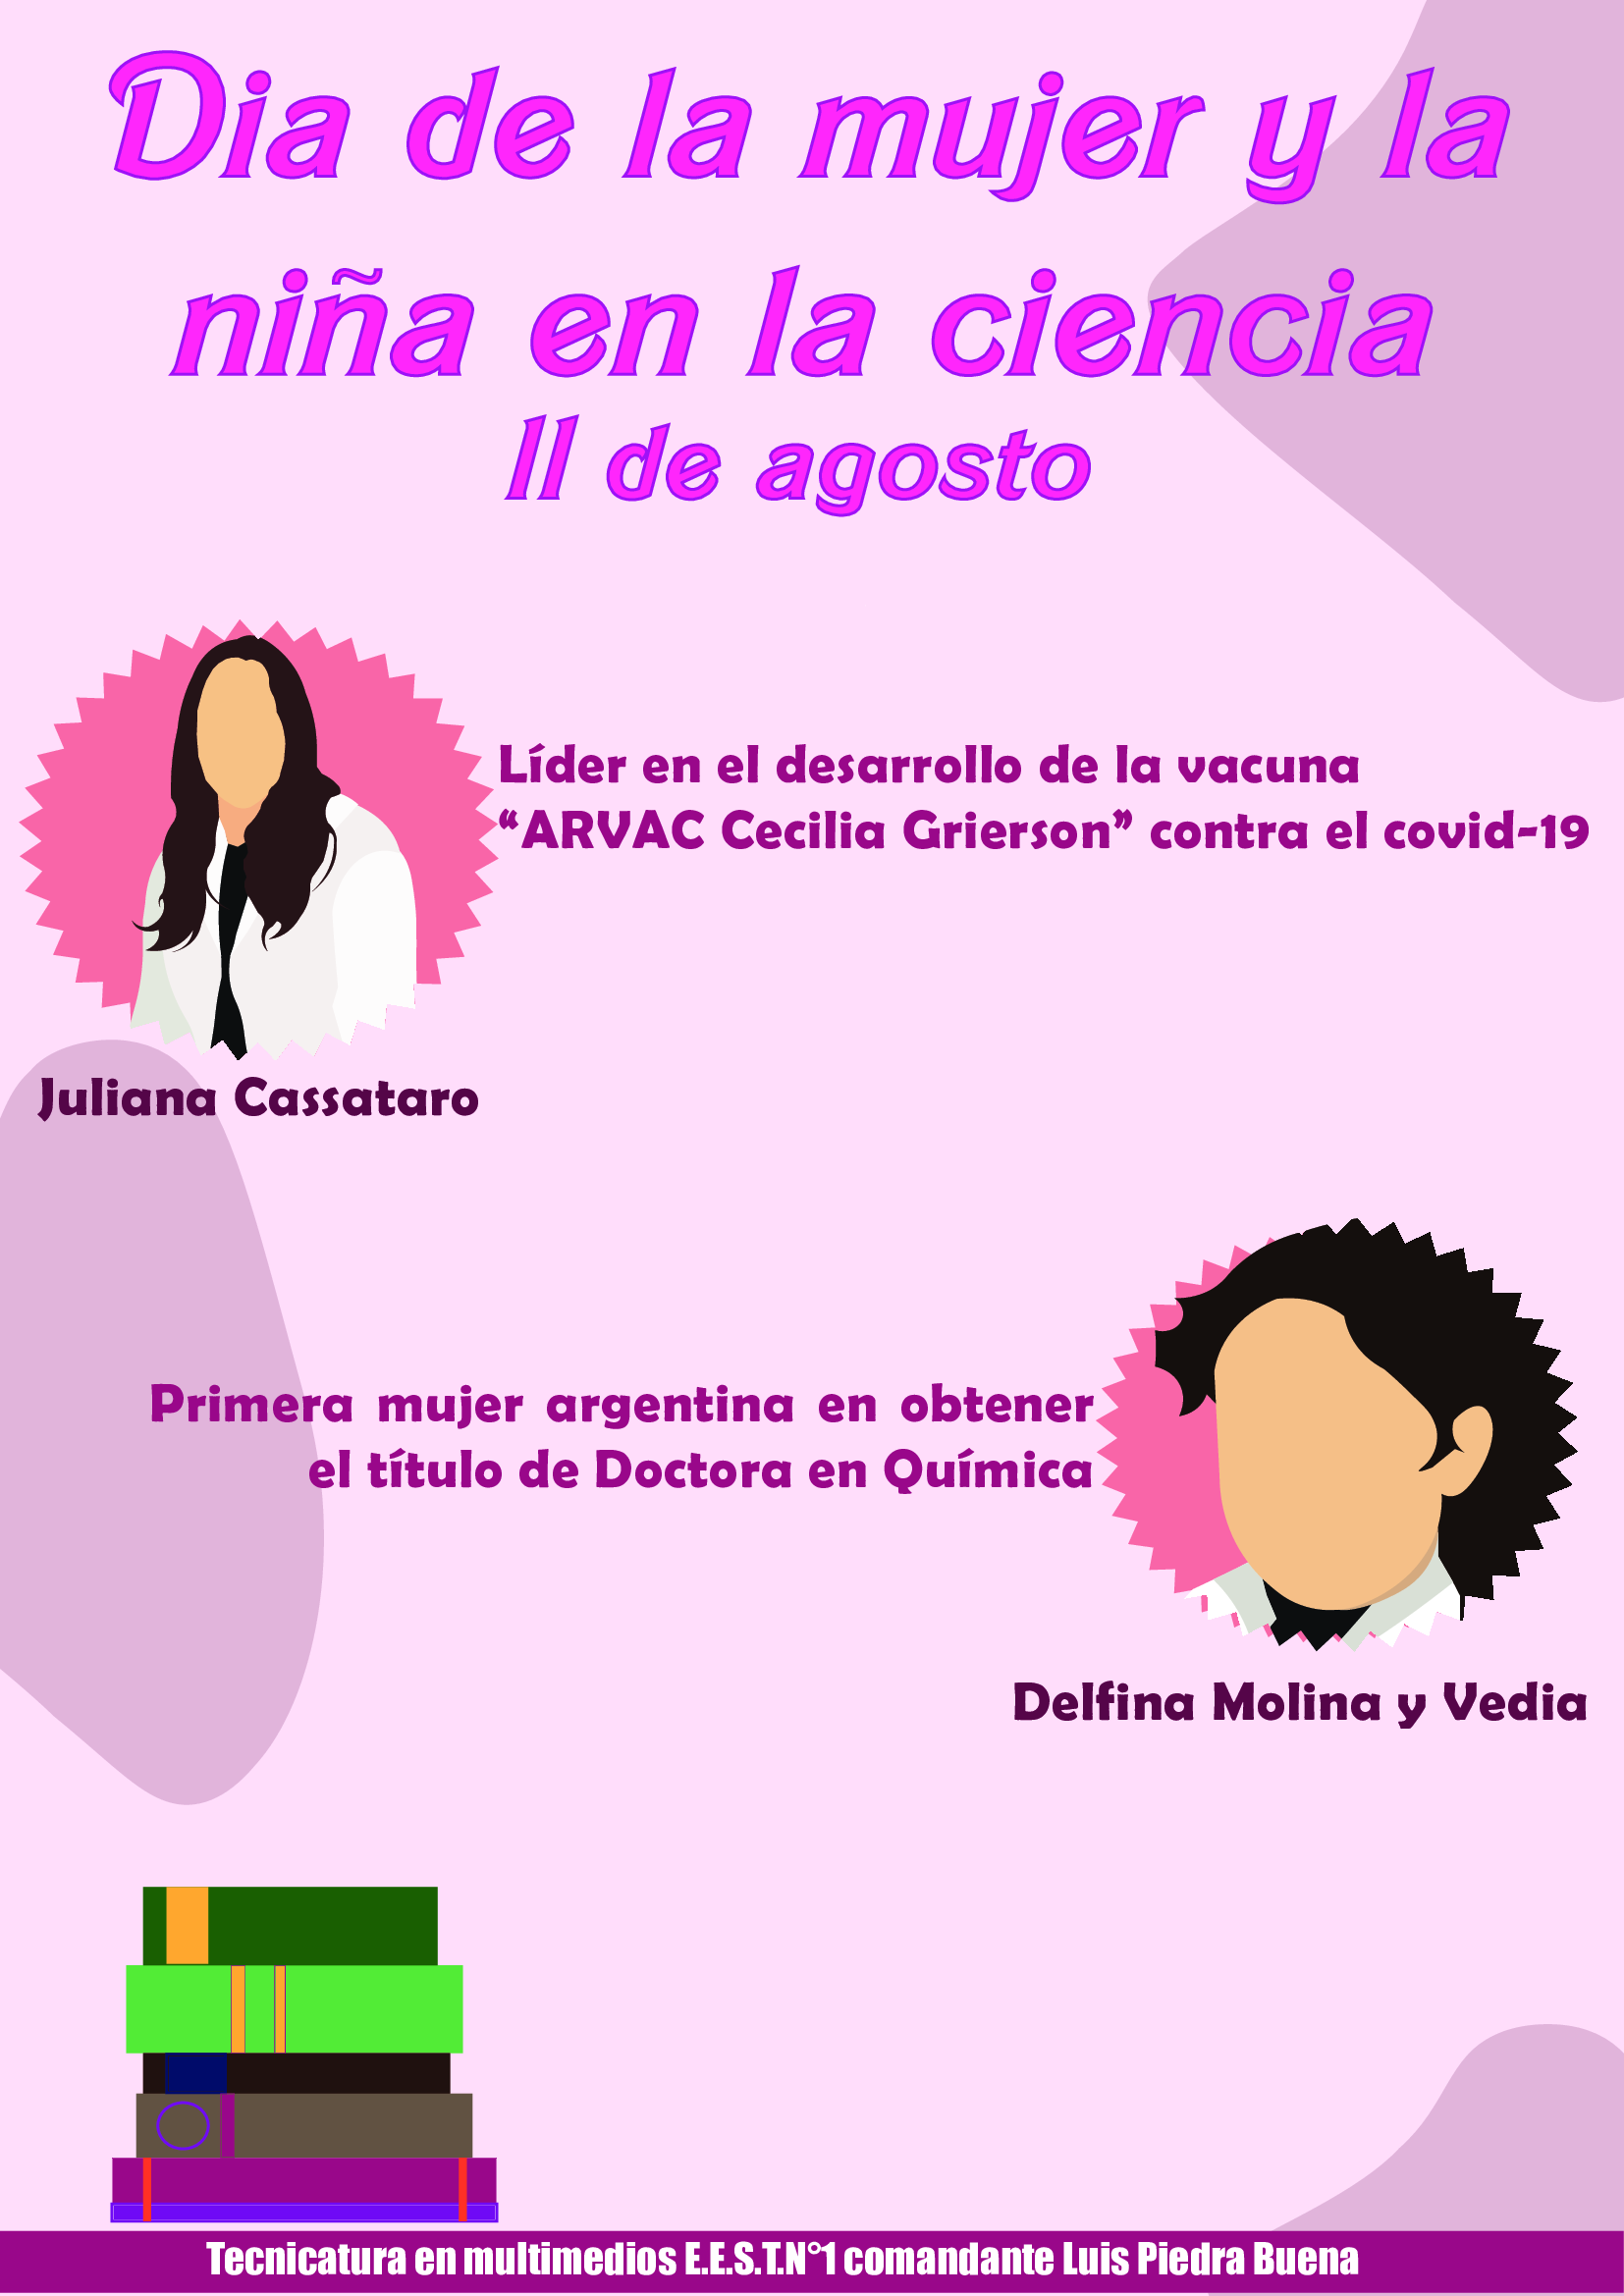 Dia de la mujer y la
niña en la ciencia
11 de agosto
Líder en el desarrollo de la vacuna
“ARVAC Cecilia Grierson” contra el covid-19
Juliana Cassataro
Primera mujer argentina en obtener
el título de Doctora en Química
Delfina Molina y Vedia
Tecnicatura en multimedios E.E.S.T.N°1 comandante Luis Piedra Buena